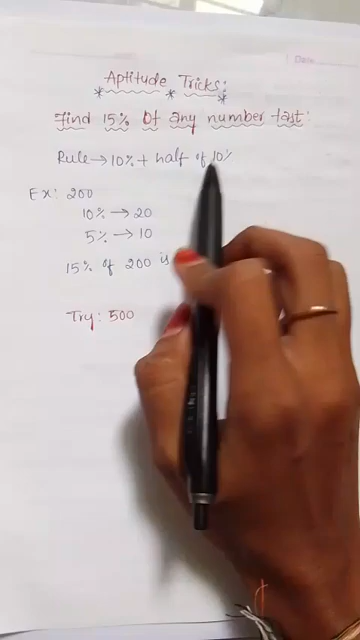 Date
* Aptitude Tricks: *
Find 15% Of any number fast:
Rule → 10% + half of 10%
Ex: 200
10% → 20
5% → 10
15% of 200 is
Try: 500